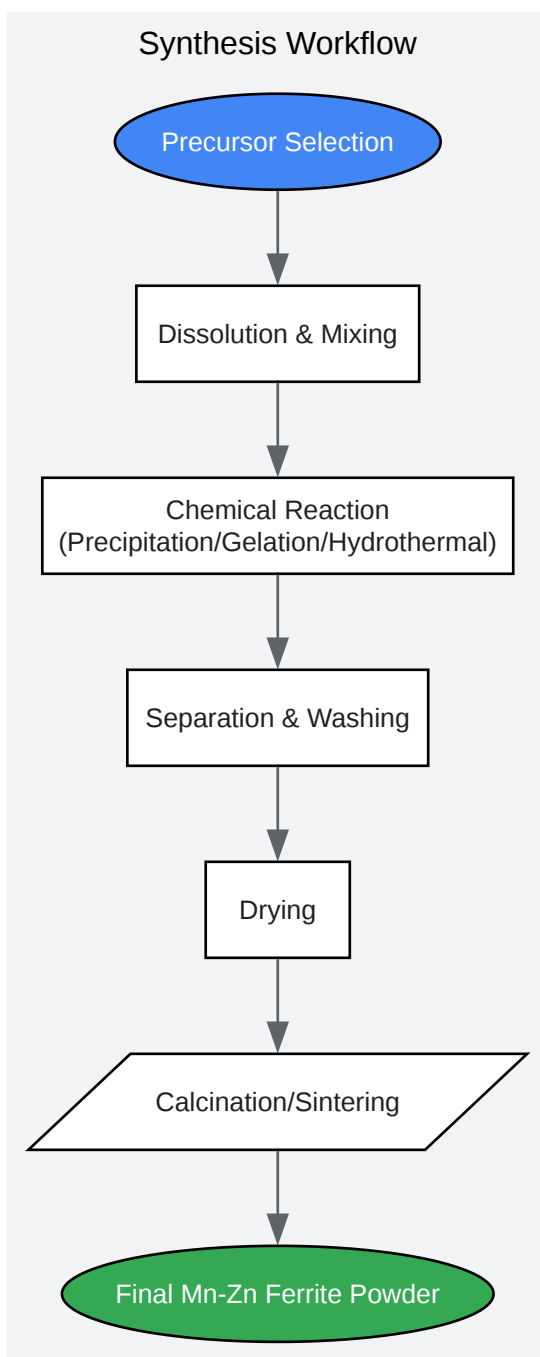 Synthesis Workflow
Precursor Selection
Dissolution & Mixing
Chemical Reaction
(Precipitation/Gelation/Hydrothermal)
Separation & Washing
Drying
Calcination/Sintering
Final Mn-Zn Ferrite Powder